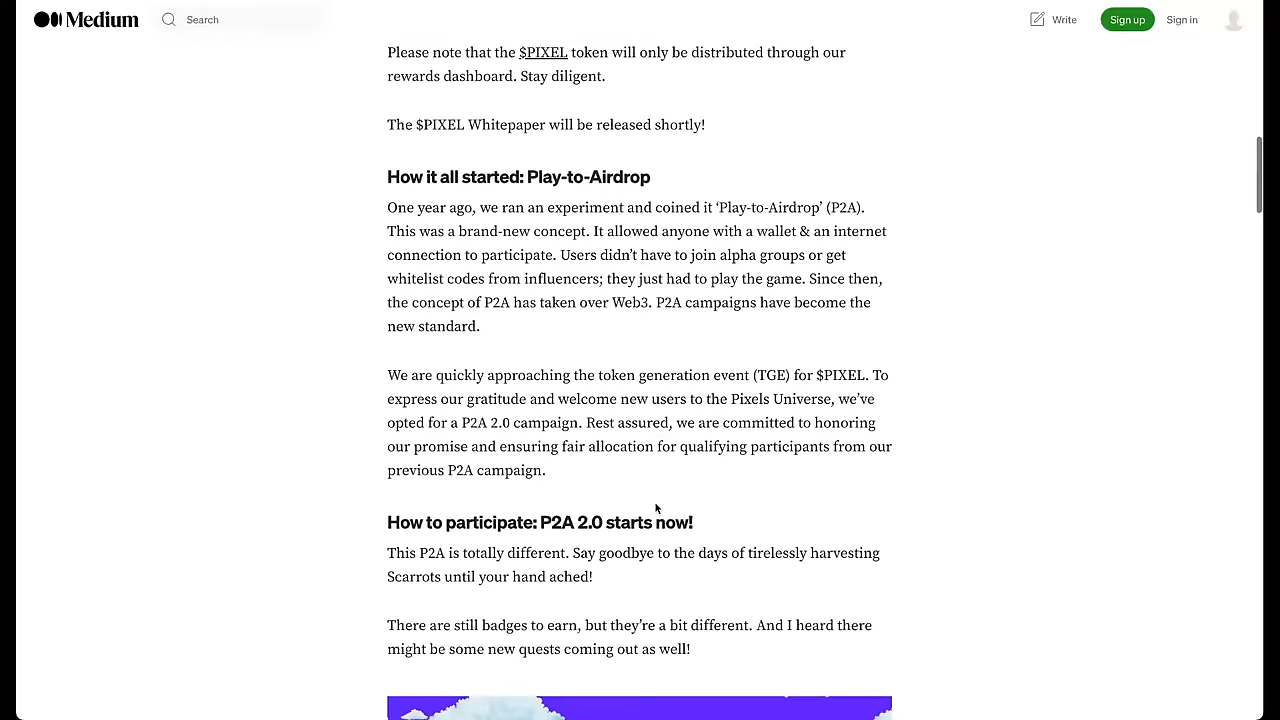 Medium
Search
Write
Sign up
Sign in
Please note that the $PIXEL token will only be distributed through our
rewards dashboard. Stay diligent.
The $PIXEL Whitepaper will be released shortly!
How it all started: Play-to-Airdrop
One year ago, we ran an experiment and coined it ‘Play-to-Airdrop’ (P2A).
This was a brand-new concept. It allowed anyone with a wallet & an internet
connection to participate. Users didn’t have to join alpha groups or get
whitelist codes from influencers; they just had to play the game. Since then,
the concept of P2A has taken over Web3. P2A campaigns have become the
new standard.
We are quickly approaching the token generation event (TGE) for $PIXEL. To
express our gratitude and welcome new users to the Pixels Universe, we’ve
opted for a P2A 2.0 campaign. Rest assured, we are committed to honoring
our promise and ensuring fair allocation for qualifying participants from our
previous P2A campaign.
How to participate: P2A 2.0 starts now!
This P2A is totally different. Say goodbye to the days of tirelessly harvesting
Scarrots until your hand ached!
There are still badges to earn, but they’re a bit different. And I heard there
might be some new quests coming out as well!